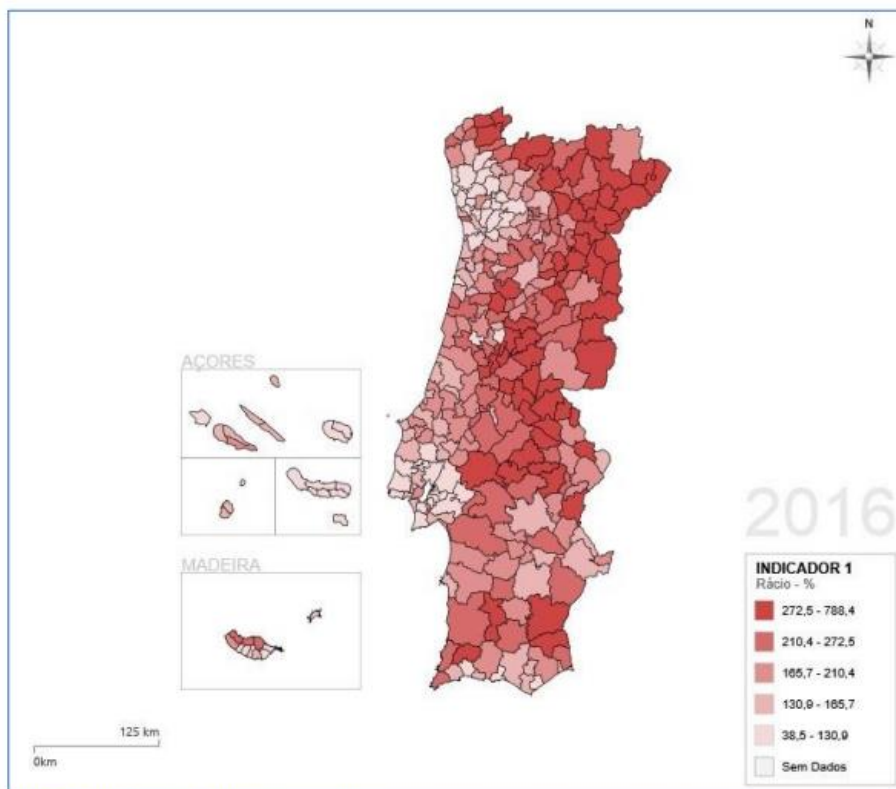 N
AÇORES
MADEIRA
2016
INDICADOR 1
Rácio - %
272,5 - 788,4
210,4 - 272,5
165,7 - 210,4
130,9 - 165,7
38,5 - 130,9
Sem Dados
125 km
0km